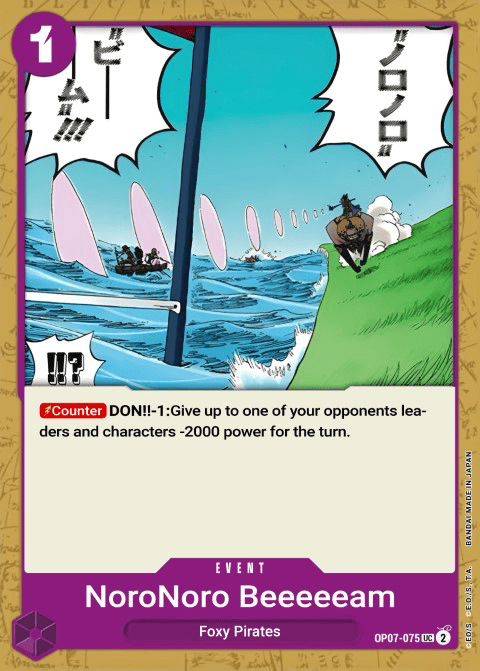 1
"ノロノロ"
"ビーム"!!!
!!?
Counter DON!!-1:Give up to one of your opponents lea-
ders and characters -2000 power for the turn.
EVENT
NoroNoro Beeeeeam
Foxy Pirates
OP07-075 UC 2
©E.O./S. ©E.O./S., T.A. BANDAI MADE IN JAPAN